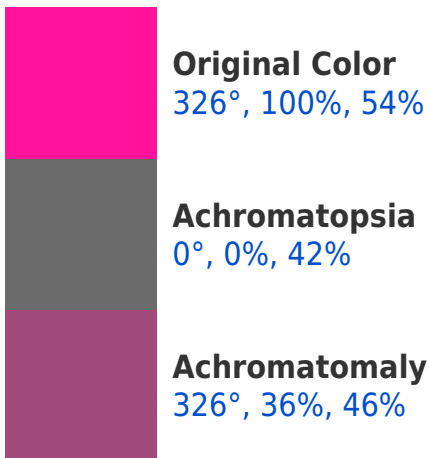 Original Color
326°, 100%, 54%
Achromatopsia
0°, 0%, 42%
Achromatomaly
326°, 36%, 46%